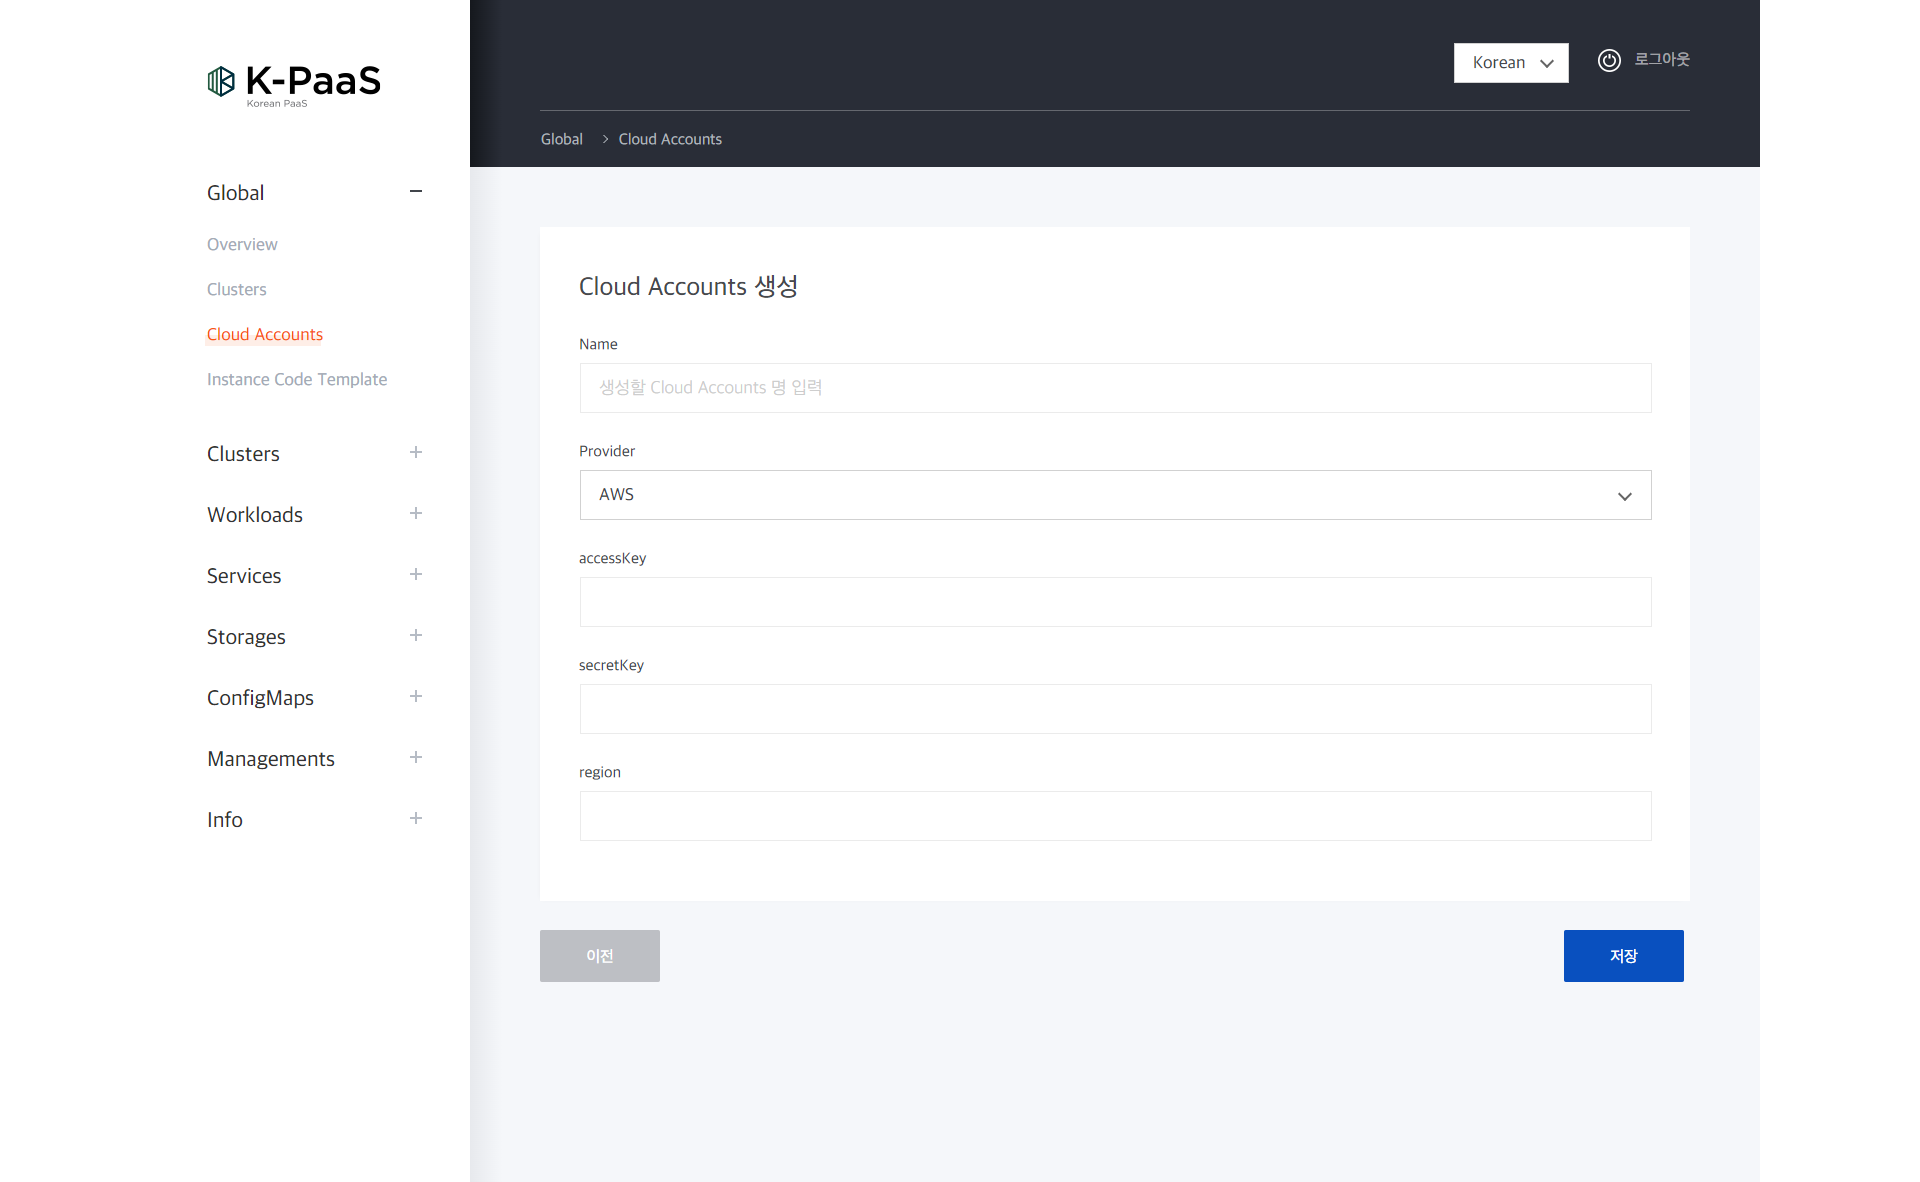 K-PaaS
Korean PaaS
Korean
로그아웃
Global > Cloud Accounts
Global
Overview
Clusters
Cloud Accounts
Instance Code Template
Clusters
Workloads
Services
Storages
ConfigMaps
Managements
Info
Cloud Accounts 생성
Name
생성할 Cloud Accounts 명 입력
Provider
AWS
accessKey
secretKey
region
이전
저장